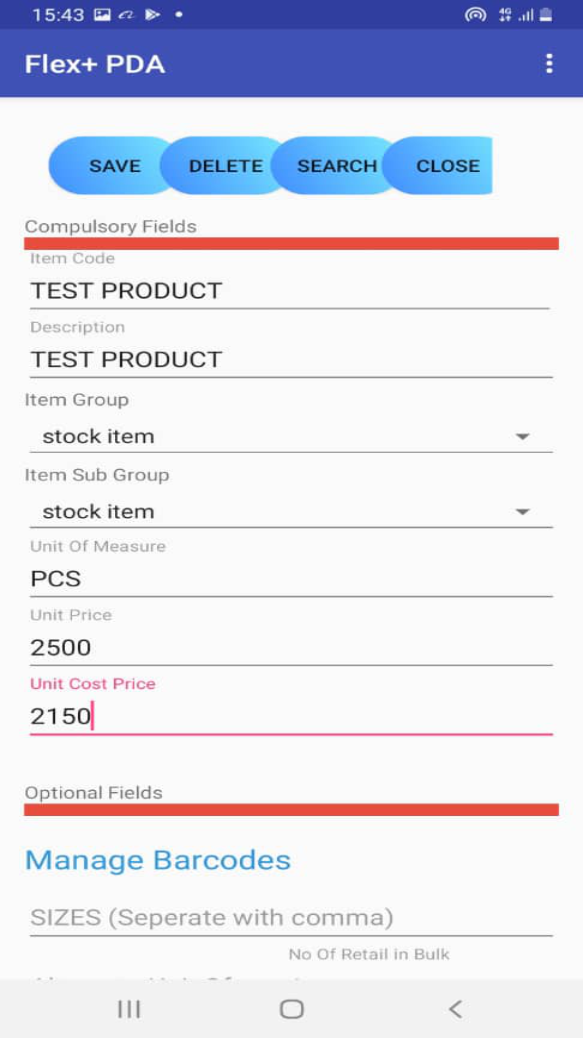 15:43
4G
Flex+ PDA
SAVE DELETE SEARCH CLOSE
Compulsory Fields
Item Code
TEST PRODUCT
Description
TEST PRODUCT
Item Group
stock item
Item Sub Group
stock item
Unit Of Measure
PCS
Unit Price
2500
Unit Cost Price
2150
Optional Fields
Manage Barcodes
SIZES (Seperate with comma)
No Of Retail in Bulk